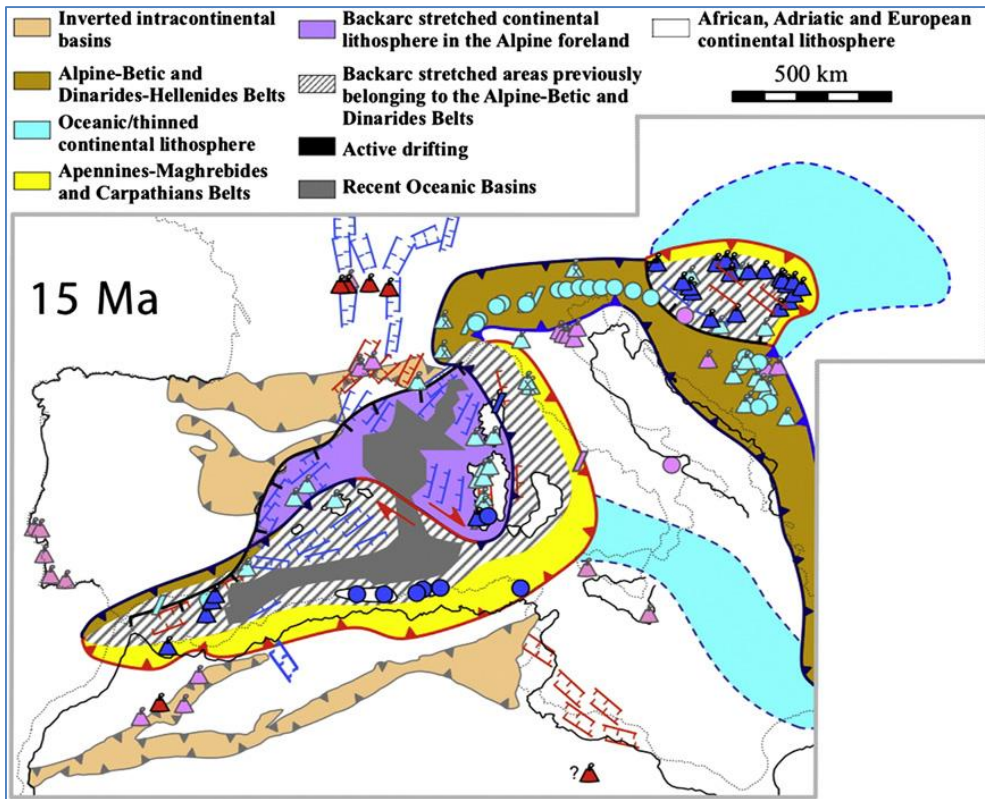 Inverted intracontinental
basins
Alpine-Betic and
Dinarides-Hellenides Belts
Oceanic/thinned
continental lithosphere
Apennines-Maghrebides
and Carpathians Belts
Backarc stretched continental
lithosphere in the Alpine foreland
Backarc stretched areas previously
belonging to the Alpine-Betic and
Dinarides Belts
Active drifting
Recent Oceanic Basins
African, Adriatic and European
continental lithosphere
500 km
15 Ma
?